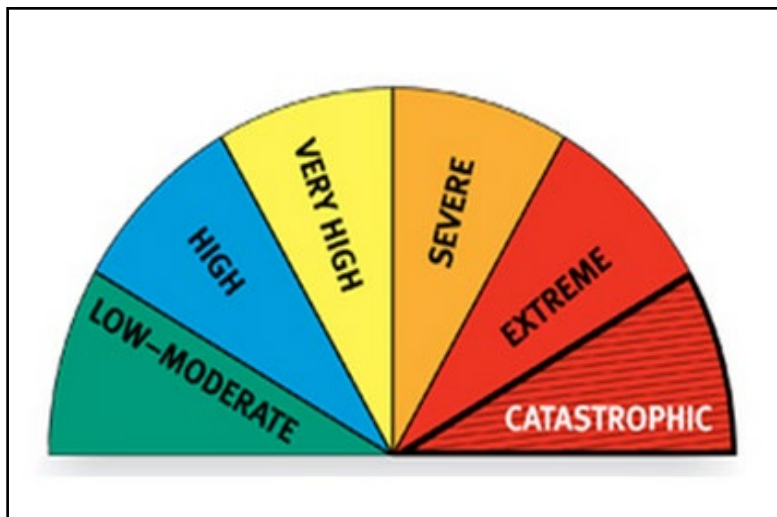 LOW–MODERATE
HIGH
VERY HIGH
SEVERE
EXTREME
CATASTROPHIC